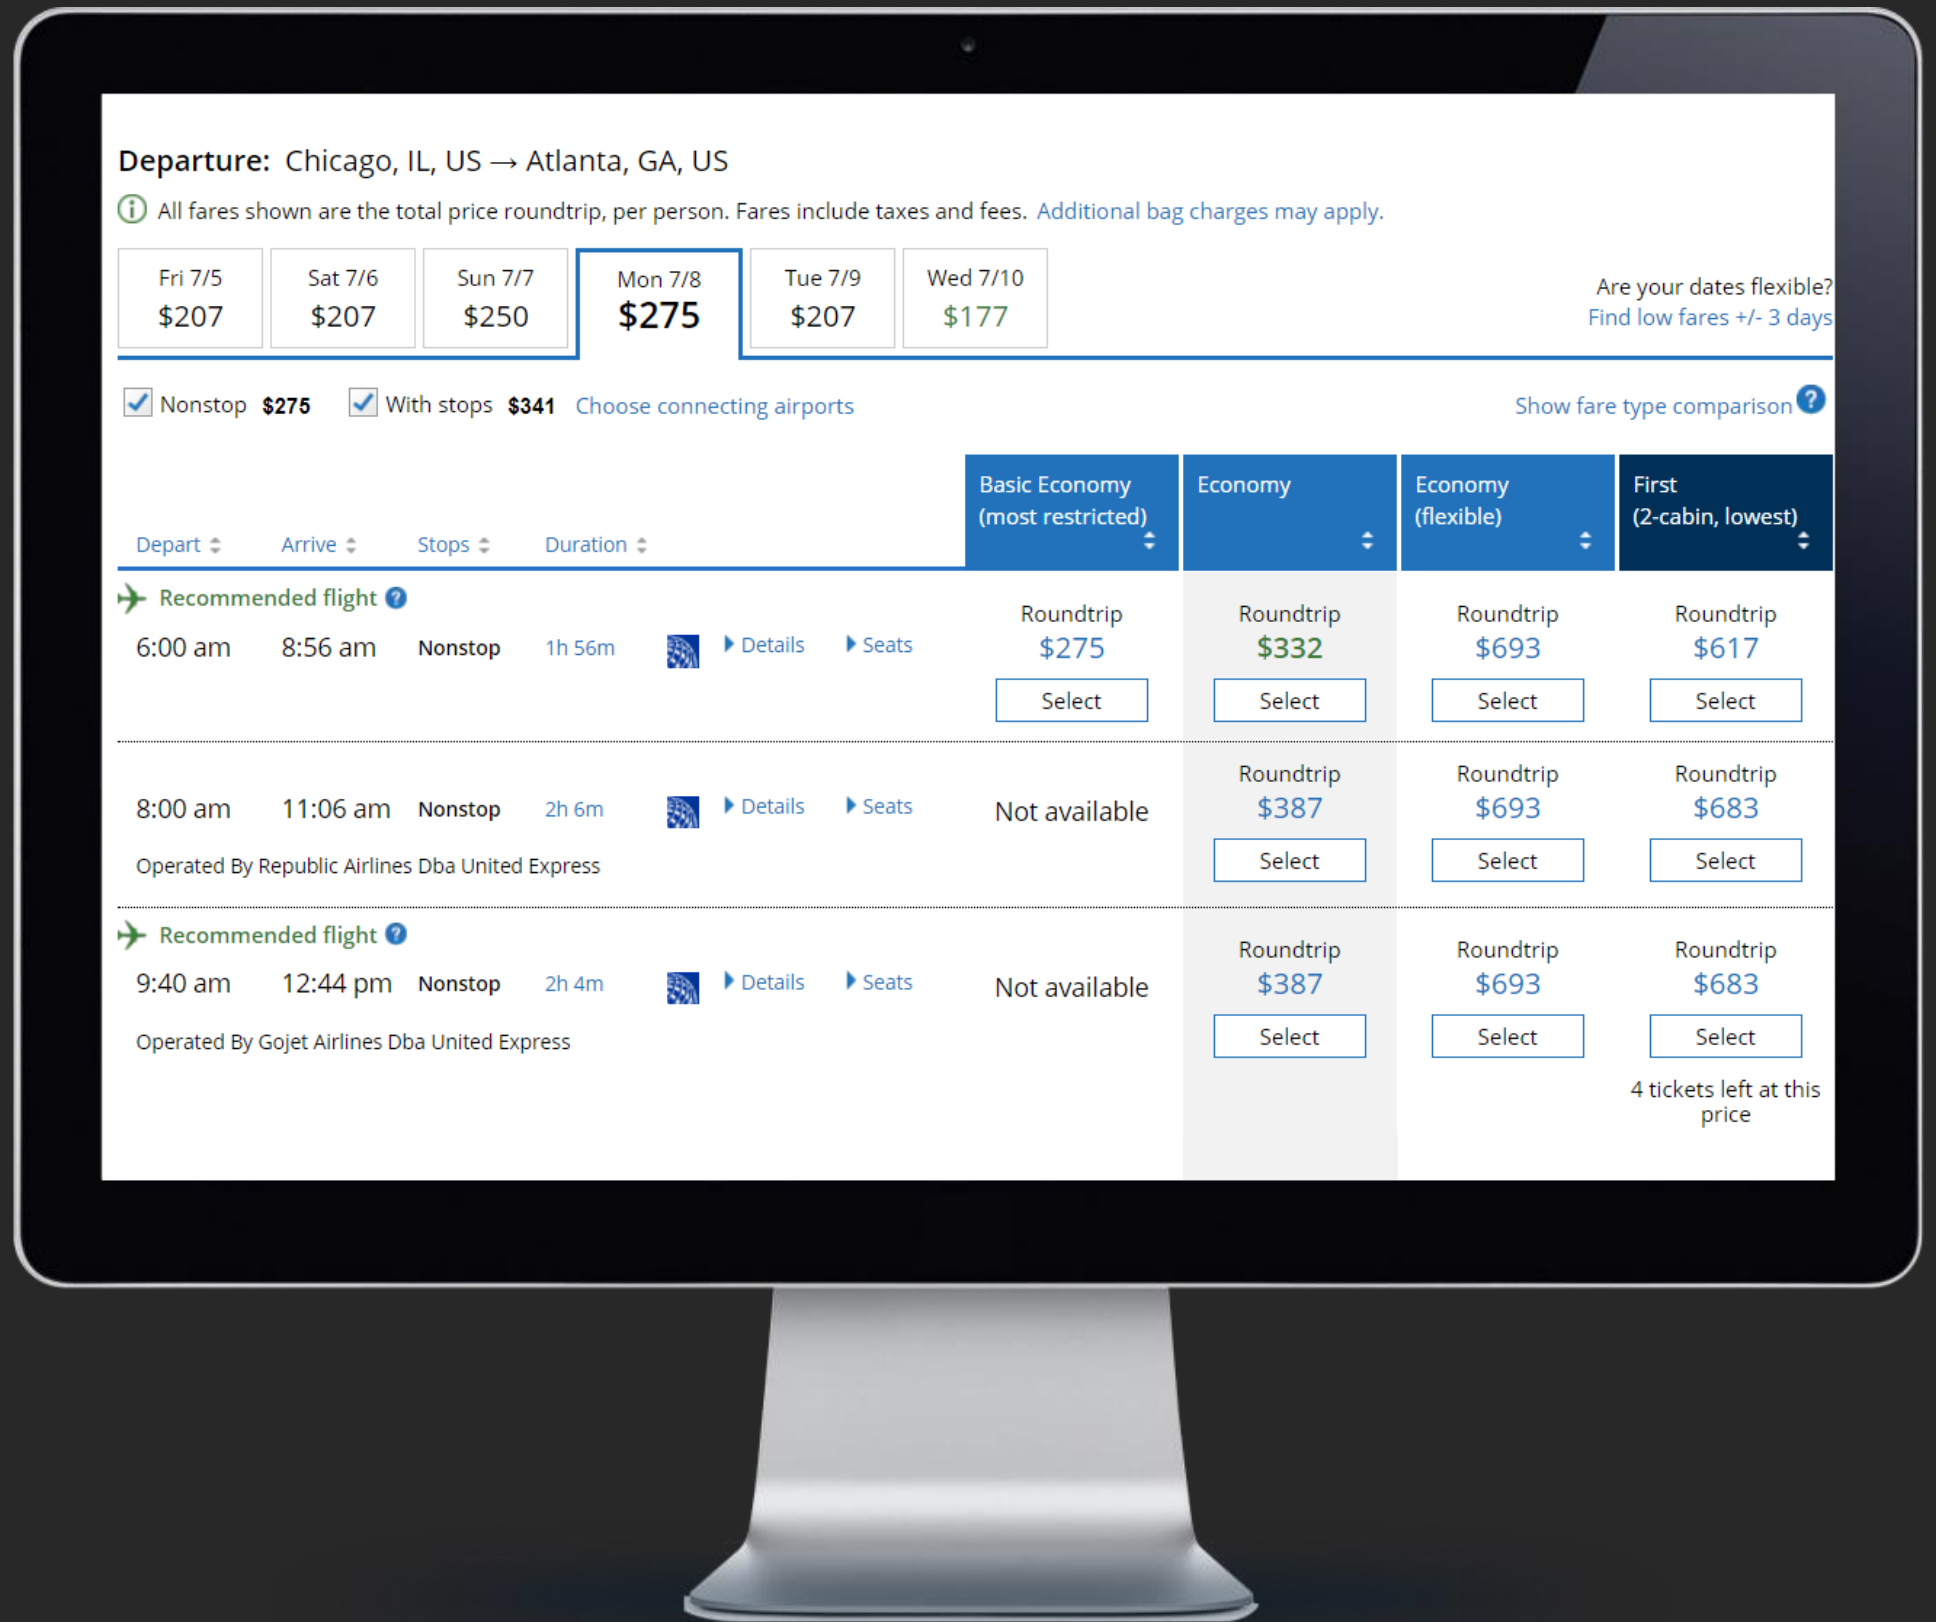 Departure: Chicago, IL, US → Atlanta, GA, US
All fares shown are the total price roundtrip, per person. Fares include taxes and fees. Additional bag charges may apply.
Fri 7/5 Sat 7/6 Sun 7/7 Mon 7/8 Tue 7/9 Wed 7/10
$207 $207 $250 $275 $207 $177
Are your dates flexible?
Find low fares +/- 3 days
Nonstop $275 With stops $341 Choose connecting airports Show fare type comparison ?
Basic Economy Economy Economy First
(most restricted) (flexible) (2-cabin, lowest)
Depart Arrive Stops Duration
Recommended flight ?
Roundtrip Roundtrip Roundtrip Roundtrip
6:00 am 8:56 am Nonstop 1h 56m Details Seats $275 $332 $693 $617
Select Select Select Select
Roundtrip Roundtrip Roundtrip
8:00 am 11:06 am Nonstop 2h 6m Details Seats Not available $387 $693 $683
Operated By Republic Airlines Dba United Express Select Select Select
Recommended flight ?
Roundtrip Roundtrip Roundtrip
9:40 am 12:44 pm Nonstop 2h 4m Details Seats Not available $387 $693 $683
Operated By Gojet Airlines Dba United Express Select Select Select
4 tickets left at this
price